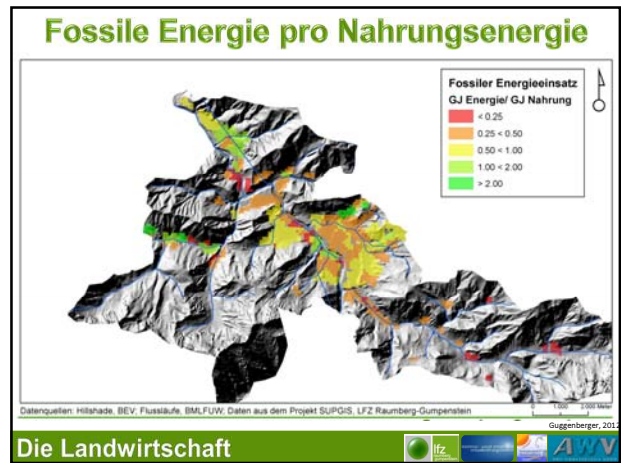 Fossile Energie pro Nahrungsenergie
Fossiler Energieeinsatz
GJ Energie/ GJ Nahrung
< 0.25
0.25 < 0.50
0.50 < 1.00
1.00 < 2.00
> 2.00
0 1.000 2.000 Meter
Datenquellen: Hillshade, BEV; Flussläufe, BMLFUW; Daten aus dem Projekt SUPGIS, LFZ Raumberg-Gumpenstein
Guggenberger, 2012
Die Landwirtschaft
lfz
AWV